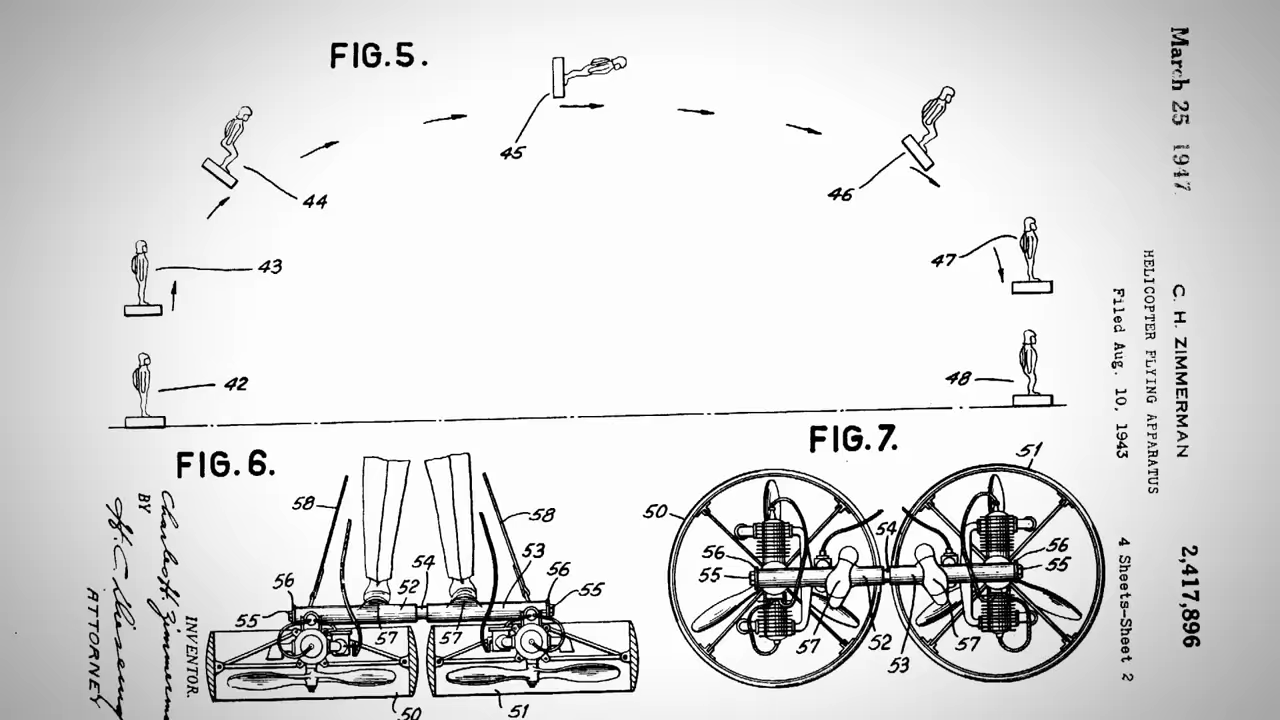 March 25 1947.
C. H. ZIMMERMAN
2,417,896
HELICOPTER FLYING APPARATUS
Filed Aug. 10, 1943
4 Sheets-Sheet 2
FIG.5.
45
44
46
43
47
42
48
FIG.6.
58
58
53
54
52
56
56
55
55
57
57
50
51
FIG.7.
51
50
54
56
56
55
55
57
57
52
53
INVENTOR.
Charles H. Zimmerman
BY
ATTORNEY